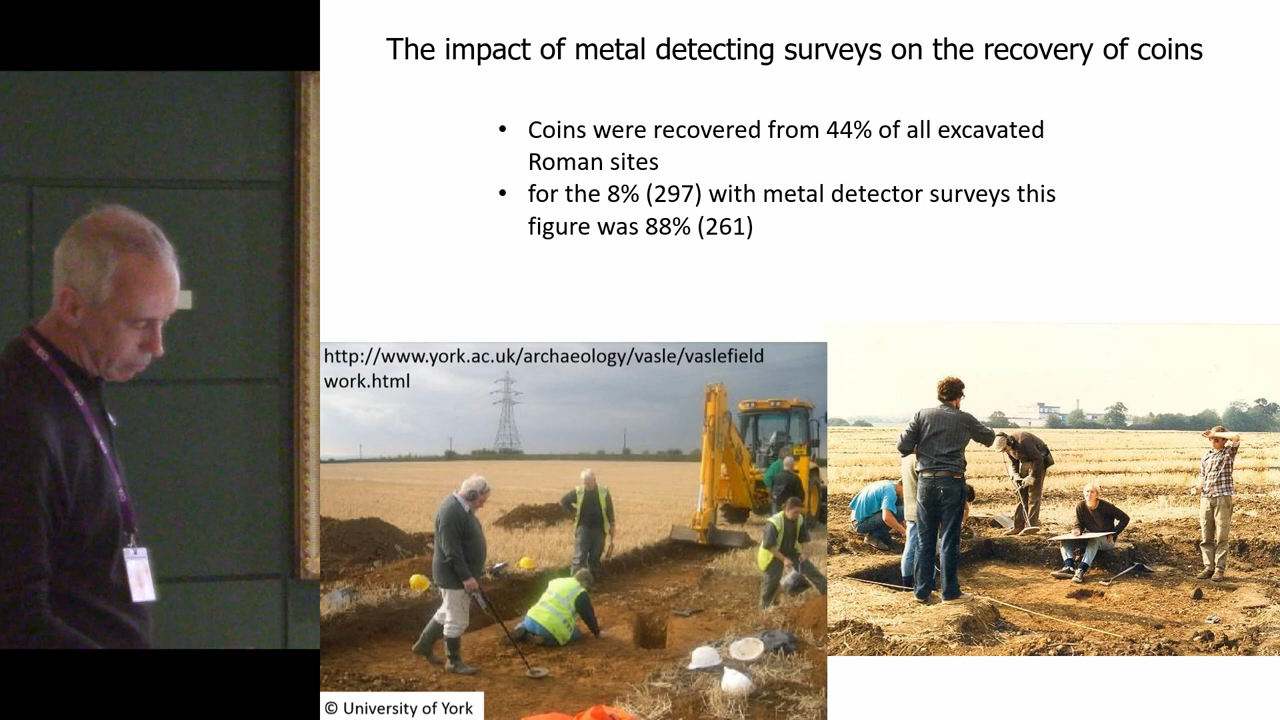 The impact of metal detecting surveys on the recovery of coins
• Coins were recovered from 44% of all excavated
Roman sites
• for the 8% (297) with metal detector surveys this
figure was 88% (261)
http://www.york.ac.uk/archaeology/vasle/vaslefield
work.html
© University of York